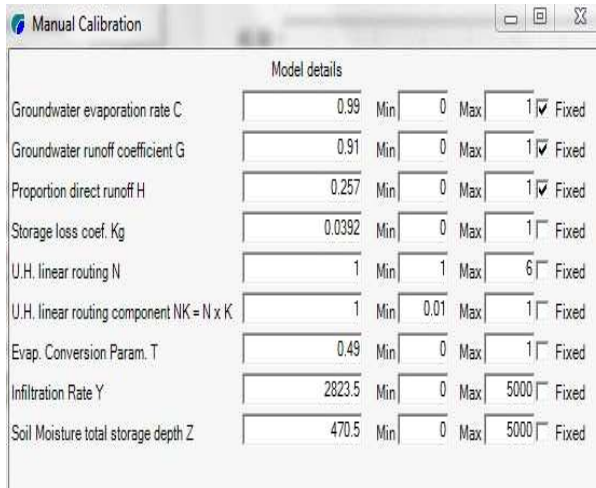 Manual Calibration
Model details
Groundwater evaporation rate C 0.99 Min 0 Max 1 Fixed
Groundwater runoff coefficient G 0.91 Min 0 Max 1 Fixed
Proportion direct runoff H 0.257 Min 0 Max 1 Fixed
Storage loss coef. Kg 0.0392 Min 0 Max 1 Fixed
U.H. linear routing N 1 Min 1 Max 6 Fixed
U.H. linear routing component NK = N x K 1 Min 0.01 Max 1 Fixed
Evap. Conversion Param. T 0.49 Min 0 Max 1 Fixed
Infiltration Rate Y 2823.5 Min 0 Max 5000 Fixed
Soil Moisture total storage depth Z 470.5 Min 0 Max 5000 Fixed